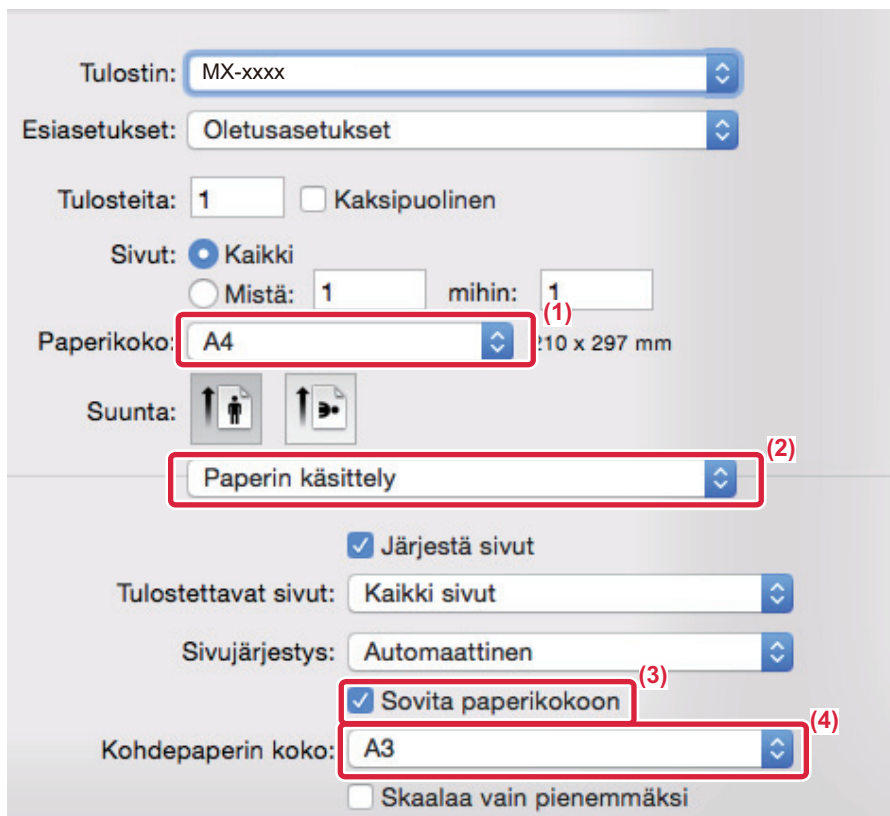 Tulostin: MX-xxxx
Esiasetukset: Oletusasetukset
Tulosteita: 1 Kaksipuolinen
Sivut: Kaikki
Mistä: 1 mihin: 1
(1)
Paperikoko: A4 210 x 297 mm
Suunta:
(2)
Paperin käsittely
Järjestä sivut
Tulostettavat sivut: Kaikki sivut
Sivujärjestys: Automaattinen
(3)
Sovita paperikokoon
(4)
Kohdepaperin koko: A3
Skaalaa vain pienemmäksi